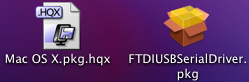 .HQX
Mac OS X.pkg.hqx
FTDIUSBSerialDriver.
pkg